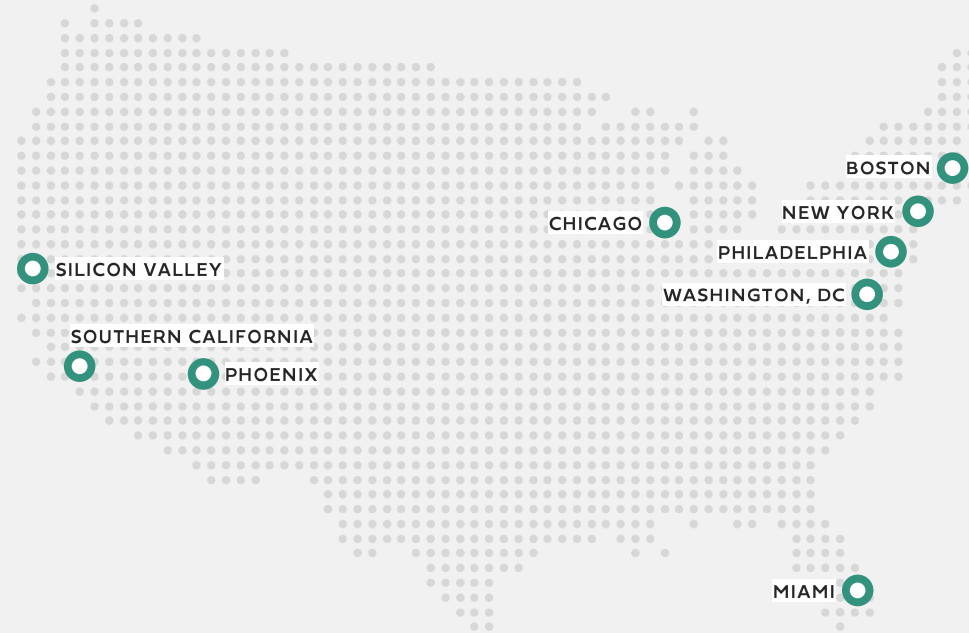 BOSTON
NEW YORK
CHICAGO
PHILADELPHIA
SILICON VALLEY
WASHINGTON, DC
SOUTHERN CALIFORNIA
PHOENIX
MIAMI